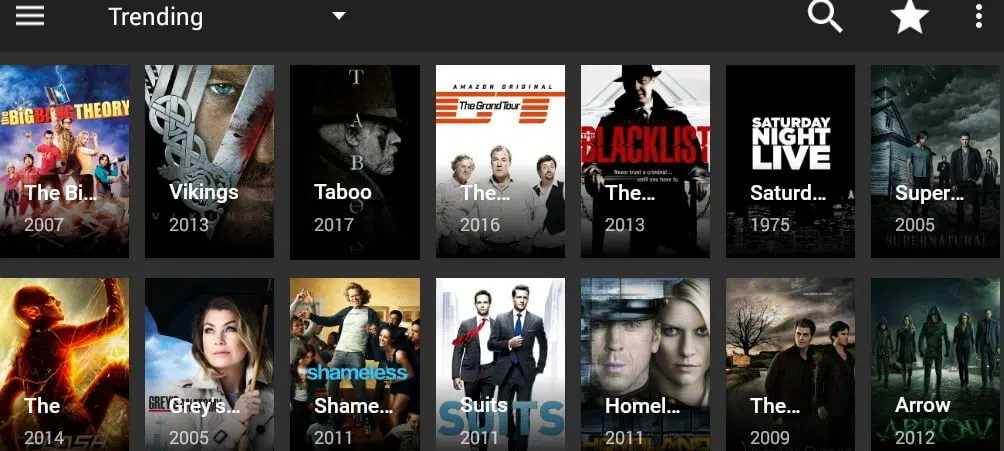 Trending
the BIG BANG THEORY
The Bi...
2007
VIKINGS
Vikings
2013
T
A
B
O
O
Taboo
2017
AMAZON ORIGINAL
The Grand Tour
The...
2016
THE
BLACKLIST
Never trust a criminal...
until you have to.
The...
2013
SATURDAY
NIGHT
LIVE
Saturd...
1975
SUPERNATURAL
Super...
2005
The
2014
GREY'S ANATOMY
Grey's...
2005
shameless
Shame...
2011
SUITS
Suits
2011
HOMELAND
Homel...
2011
The...
2009
ARROW
Arrow
2012